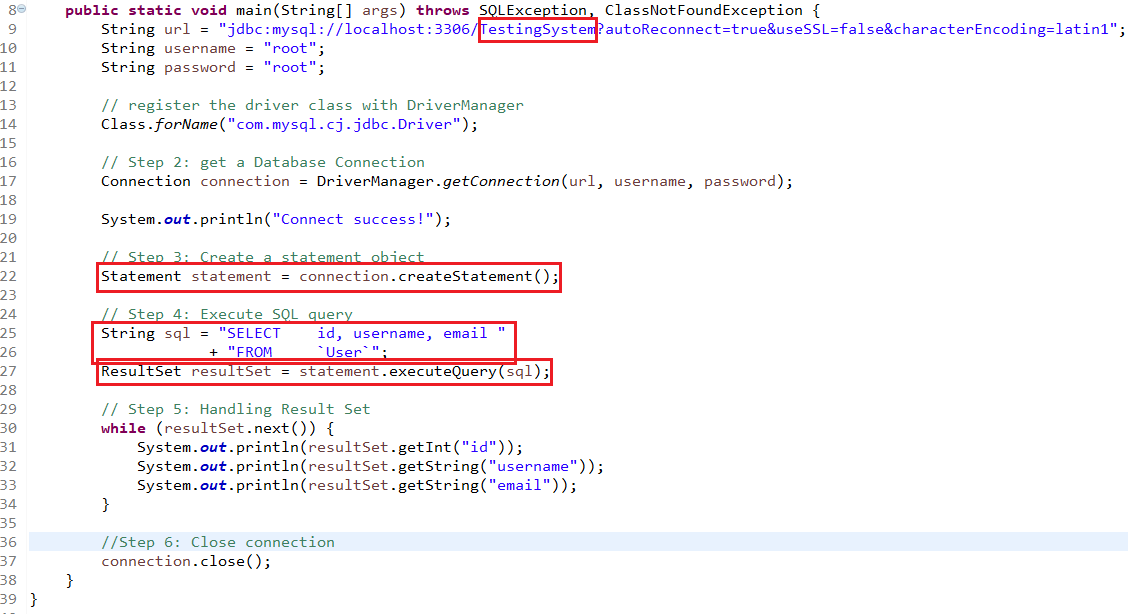 8 public static void main(String[] args) throws SQLException, ClassNotFoundException {
9 String url = "jdbc:mysql://localhost:3306/TestingSystem?autoReconnect=true&useSSL=false&characterEncoding=latin1";
10 String username = "root";
11 String password = "root";
12
13 // register the driver class with DriverManager
14 Class.forName("com.mysql.cj.jdbc.Driver");
15
16 // Step 2: get a Database Connection
17 Connection connection = DriverManager.getConnection(url, username, password);
18
19 System.out.println("Connect success!");
20
21 // Step 3: Create a statement object
22 Statement statement = connection.createStatement();
23
24 // Step 4: Execute SQL query
25 String sql = "SELECT    id, username, email "
26 + "FROM     `User`";
27 ResultSet resultSet = statement.executeQuery(sql);
28
29 // Step 5: Handling Result Set
30 while (resultSet.next()) {
31 System.out.println(resultSet.getInt("id"));
32 System.out.println(resultSet.getString("username"));
33 System.out.println(resultSet.getString("email"));
34 }
35
36 //Step 6: Close connection
37 connection.close();
38 }
39 }